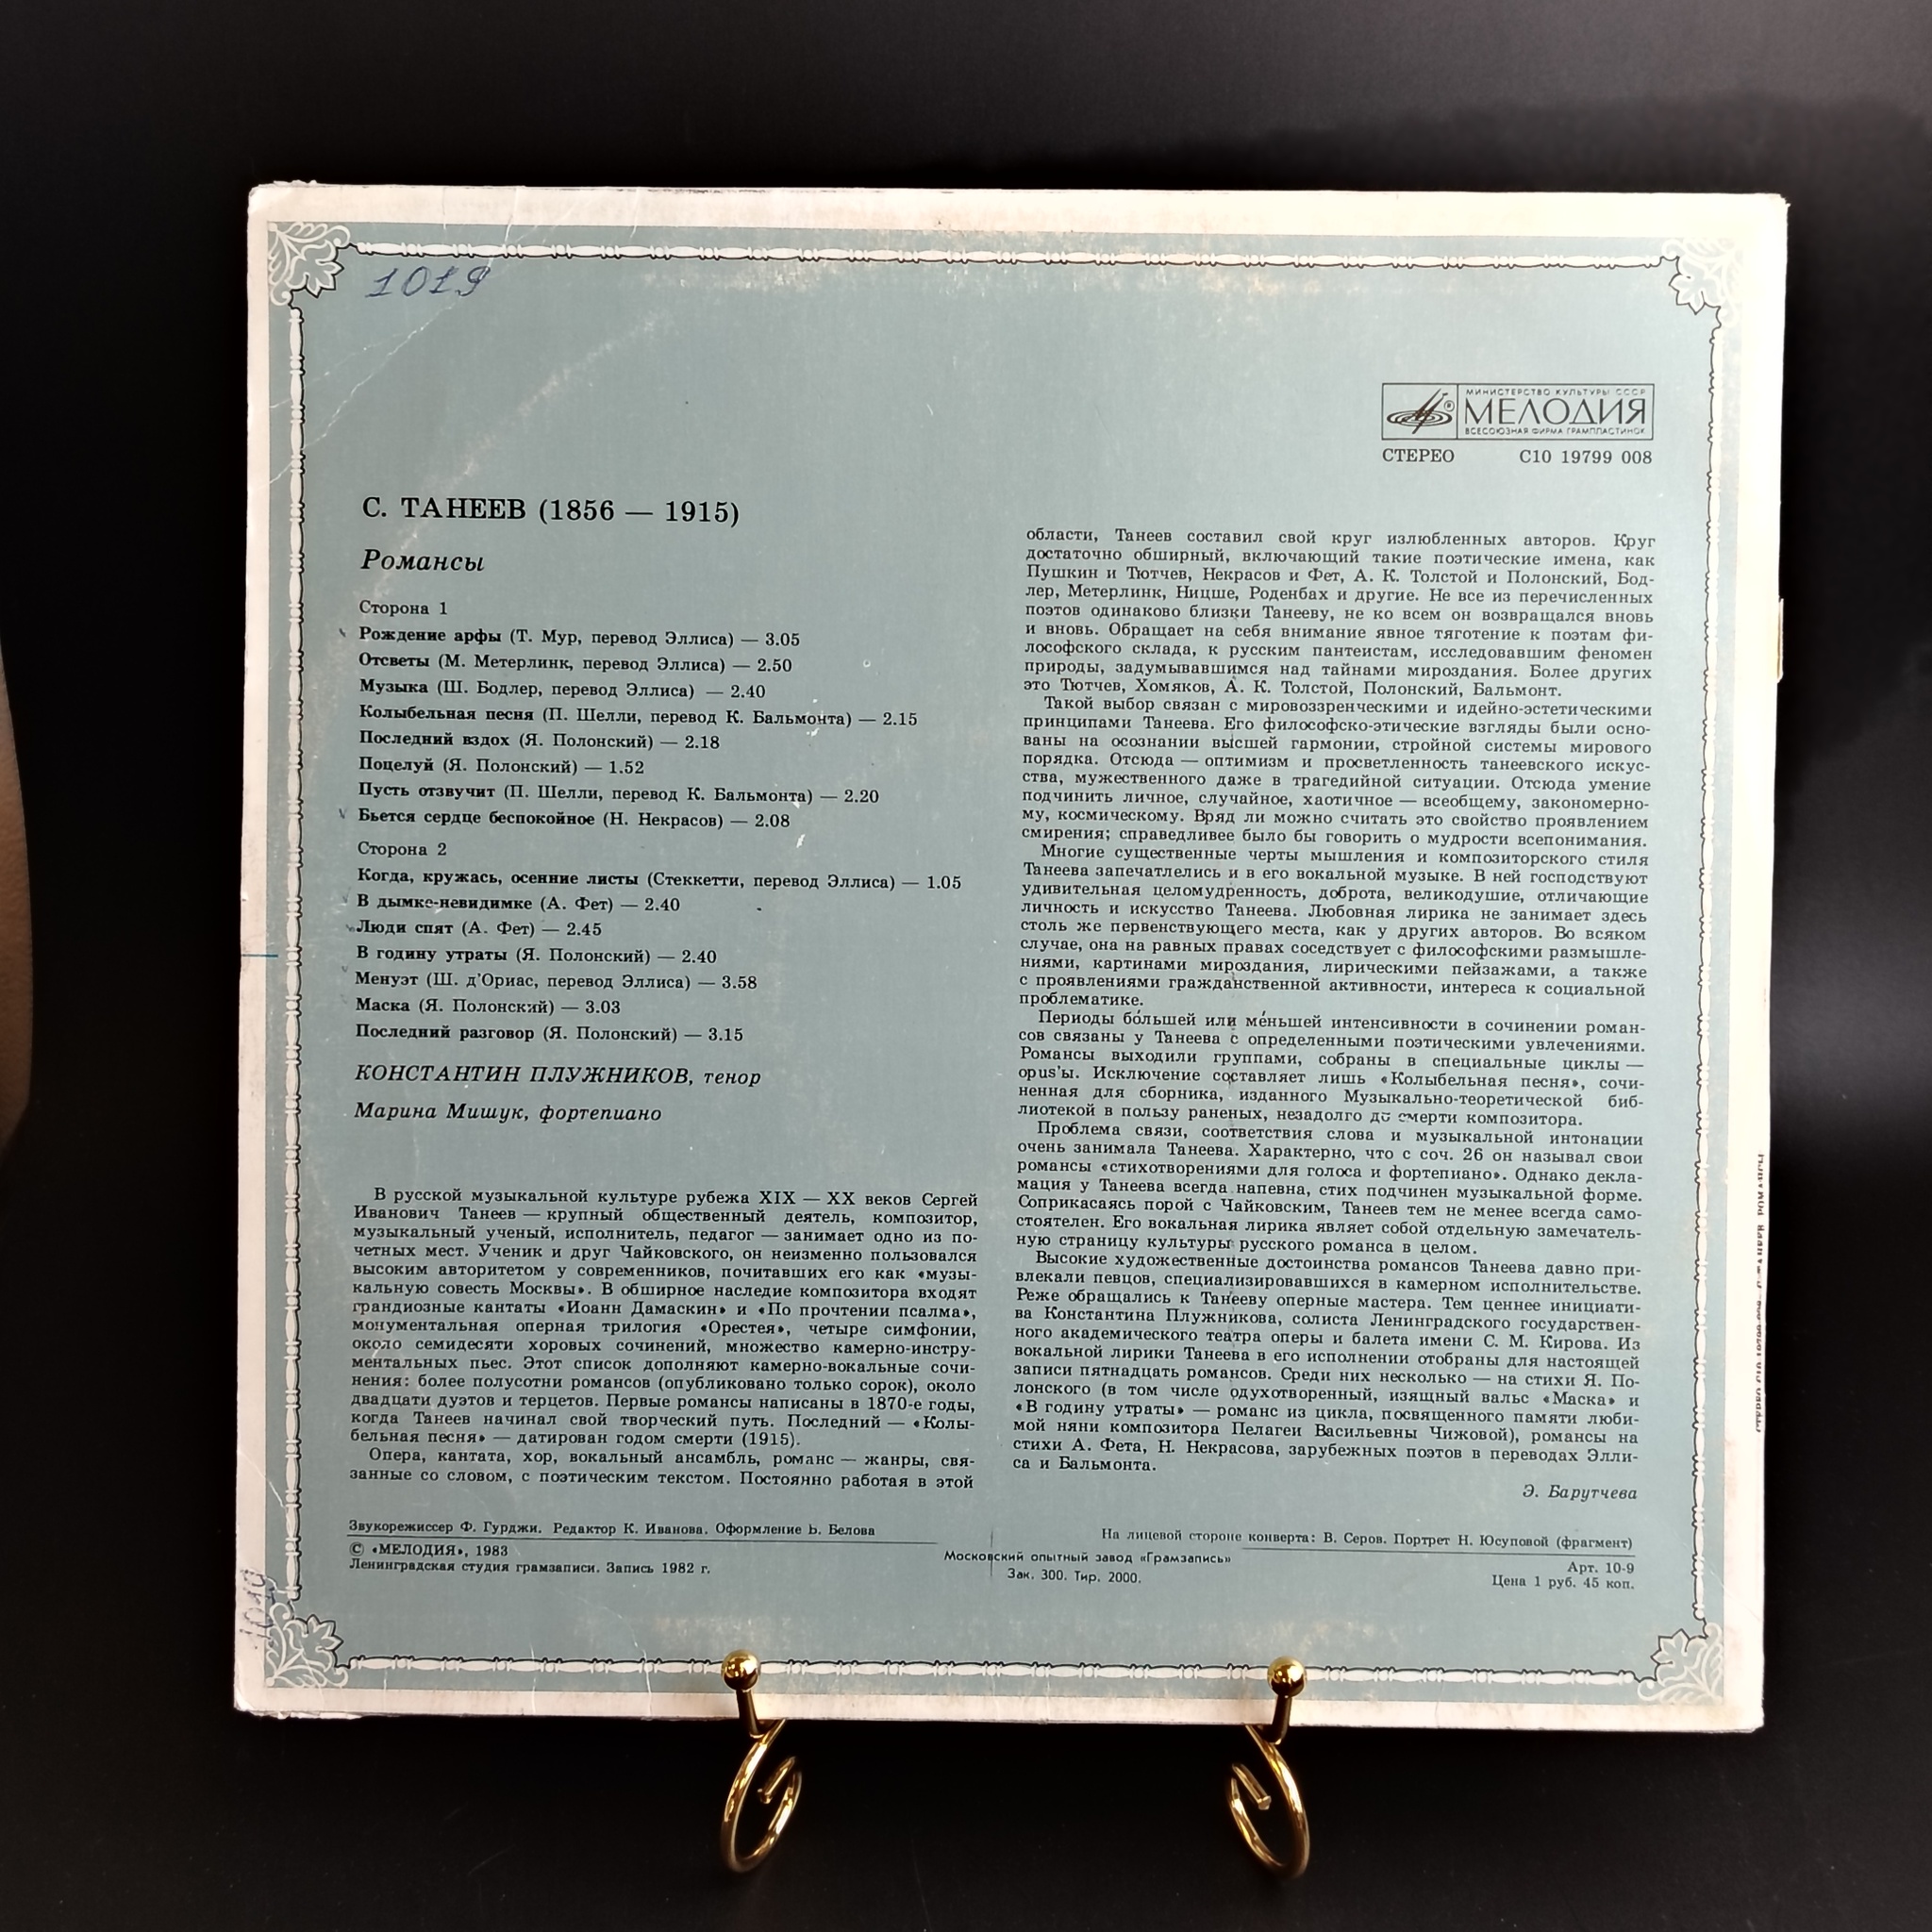 1019
МИНИСТЕРСТВО КУЛЬТУРЫ СССР
МЕЛОДИЯ
ВСЕСОЮЗНАЯ ФИРМА ГРАМПЛАСТИНОК
СТЕРЕО С10 19799 008
С. ТАНЕЕВ (1856 — 1915)
Романсы
Сторона 1
Рождение арфы (Т. Мур, перевод Эллиса) — 3.05
Отсветы (М. Метерлинк, перевод Эллиса) — 2.50
Музыка (Ш. Бодлер, перевод Эллиса) — 2.40
Колыбельная песня (П. Шелли, перевод К. Бальмонта) — 2.15
Последний вздох (Я. Полонский) — 2.18
Поцелуй (Я. Полонский) — 1.52
Пусть отзвучит (П. Шелли, перевод К. Бальмонта) — 2.20
Бьется сердце беспокойное (Н. Некрасов) — 2.08
Сторона 2
Когда, кружась, осенние листы (Стеккетти, перевод Эллиса) — 1.05
В дымке-невидимке (А. Фет) — 2.40
Люди спят (А. Фет) — 2.45
В годину утраты (Я. Полонский) — 2.40
Менуэт (Ш. д'Ориас, перевод Эллиса) — 3.58
Маска (Я. Полонский) — 3.03
Последний разговор (Я. Полонский) — 3.15
КОНСТАНТИН ПЛУЖНИКОВ, тенор
Марина Мишук, фортепиано
В русской музыкальной культуре рубежа XIX — XX веков Сергей
Иванович Танеев — крупный общественный деятель, композитор,
музыкальный ученый, исполнитель, педагог — занимает одно из по-
четных мест. Ученик и друг Чайковского, он неизменно пользовался
высоким авторитетом у современников, почитавших его как «музы-
кальную совесть Москвы». В обширное наследие композитора входят
грандиозные кантаты «Иоанн Дамаскин» и «По прочтении псалма»,
монументальная оперная трилогия «Орестея», четыре симфонии,
около семидесяти хоровых сочинений, множество камерно-инстру-
ментальных пьес. Этот список дополняют камерно-вокальные сочи-
нения: более полусотни романсов (опубликовано только сорок), около
двадцати дуэтов и терцетов. Первые романсы написаны в 1870-е годы,
когда Танеев начинал свой творческий путь. Последний — «Колы-
бельная песня» — датирован годом смерти (1915).
Опера, кантата, хор, вокальный ансамбль, романс — жанры, свя-
занные со словом, с поэтическим текстом. Постоянно работая в этой
области, Танеев составил свой круг излюбленных авторов. Круг
достаточно обширный, включающий такие поэтические имена, как
Пушкин и Тютчев, Некрасов и Фет, А. К. Толстой и Полонский, Бод-
лер, Метерлинк, Ницше, Роденбах и другие. Не все из перечисленных
поэтов одинаково близки Танееву, не ко всем он возвращался вновь
и вновь. Обращает на себя внимание явное тяготение к поэтам фи-
лософского склада, к русским пантеистам, исследовавшим феномен
природы, задумывавшимся над тайнами мироздания. Более других
это Тютчев, Хомяков, А. К. Толстой, Полонский, Бальмонт.
Такой выбор связан с мировоззренческими и идейно-эстетическими
принципами Танеева. Его философско-этические взгляды были осно-
ваны на осознании высшей гармонии, стройной системы мирового
порядка. Отсюда — оптимизм и просветленность танеевского искус-
ства, мужественного даже в трагедийной ситуации. Отсюда умение
подчинить личное, случайное, хаотичное — всеобщему, закономерно-
му, космическому. Вряд ли можно считать это свойство проявлением
смирения; справедливее было бы говорить о мудрости всепонимания.
Многие существенные черты мышления и композиторского стиля
Танеева запечатлелись и в его вокальной музыке. В ней господствуют
удивительная целомудренность, доброта, великодушие, отличающие
личность и искусство Танеева. Любовная лирика не занимает здесь
столь же первенствующего места, как у других авторов. Во всяком
случае, она на равных правах соседствует с философскими размышле-
ниями, картинами мироздания, лирическими пейзажами, а также
с проявлениями гражданственной активности, интереса к социальной
проблематике.
Периоды бо́льшей или ме́ньшей интенсивности в сочинении роман-
сов связаны у Танеева с определенными поэтическими увлечениями.
Романсы выходили группами, собраны в специальные циклы —
opus'ы. Исключение составляет лишь «Колыбельная песня», сочи-
ненная для сборника, изданного Музыкально-теоретической биб-
лиотекой в пользу раненых, незадолго до смерти композитора.
Проблема связи, соответствия слова и музыкальной интонации
очень занимала Танеева. Характерно, что с соч. 26 он называл свои
романсы «стихотворениями для голоса и фортепиано». Однако декла-
мация у Танеева всегда напевна, стих подчинен музыкальной форме.
Соприкасаясь порой с Чайковским, Танеев тем не менее всегда само-
стоятелен. Его вокальная лирика являет собой отдельную замечатель-
ную страницу культуры русского романса в целом.
Высокие художественные достоинства романсов Танеева давно при-
влекали певцов, специализировавшихся в камерном исполнительстве.
Реже обращались к Танееву оперные мастера. Тем ценнее инициати-
ва Константина Плужникова, солиста Ленинградского государствен-
ного академического театра оперы и балета имени С. М. Кирова. Из
вокальной лирики Танеева в его исполнении отобраны для настоящей
записи пятнадцать романсов. Среди них несколько — на стихи Я. По-
лонского (в том числе одухотворенный, изящный вальс «Маска» и
«В годину утраты» — романс из цикла, посвященного памяти люби-
мой няни композитора Пелагеи Васильевны Чижовой), романсы на
стихи А. Фета, Н. Некрасова, зарубежных поэтов в переводах Элли-
са и Бальмонта.
Э. Барутчева
Звукорежиссер Ф. Гурджи. Редактор К. Иванова. Оформление Б. Белова
© «МЕЛОДИЯ», 1983
Ленинградская студия грамзаписи. Запись 1982 г.
Московский опытный завод «Грамзапись»
Зак. 300. Тир. 2000.
На лицевой стороне конверта: В. Серов. Портрет Н. Юсуповой (фрагмент)
Арт. 10-9
Цена 1 руб. 45 коп.
1019